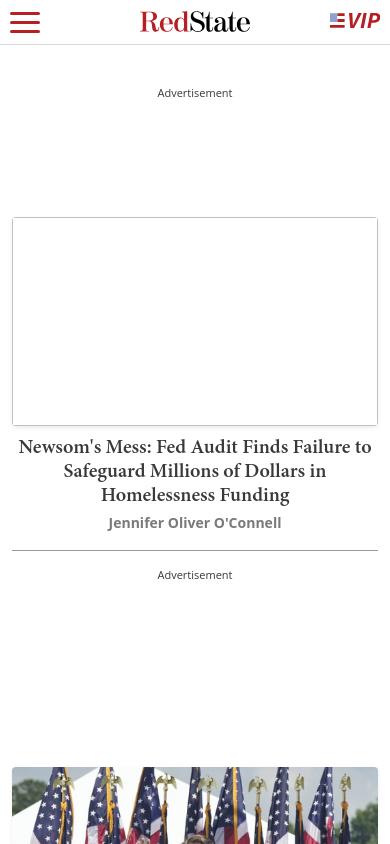 RedState
VIP
Advertisement
Newsom's Mess: Fed Audit Finds Failure to
Safeguard Millions of Dollars in
Homelessness Funding
Jennifer Oliver O'Connell
Advertisement